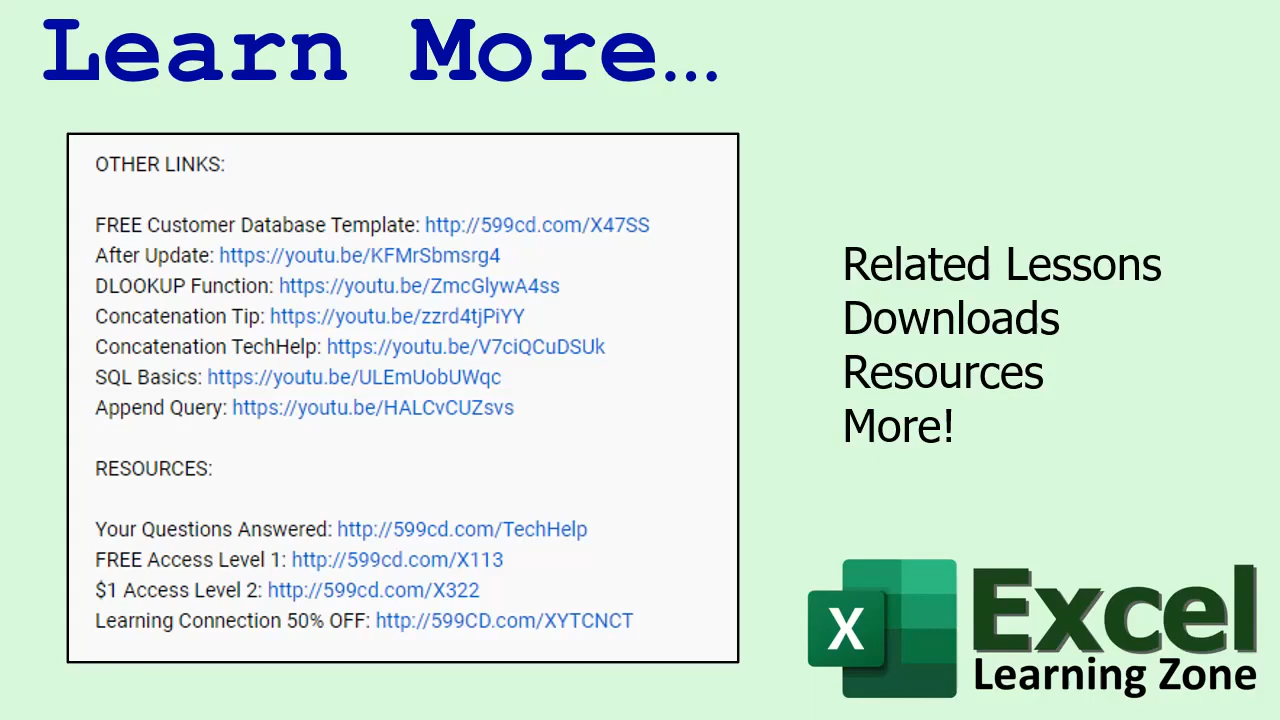 Learn More...
OTHER LINKS:
FREE Customer Database Template: http://599cd.com/X47SS
After Update: https://youtu.be/KFMrSbmsrg4
DLOOKUP Function: https://youtu.be/ZmcGlywA4ss
Concatenation Tip: https://youtu.be/zzrd4tjPiYY
Concatenation TechHelp: https://youtu.be/V7ciQCuDSUk
SQL Basics: https://youtu.be/ULEmUobUWqc
Append Query: https://youtu.be/HALCvCUZsvs
RESOURCES:
Your Questions Answered: http://599cd.com/TechHelp
FREE Access Level 1: http://599cd.com/X113
$1 Access Level 2: http://599cd.com/X322
Learning Connection 50% OFF: http://599CD.com/XYTCNCT
Related Lessons
Downloads
Resources
More!
X
Excel
Learning Zone